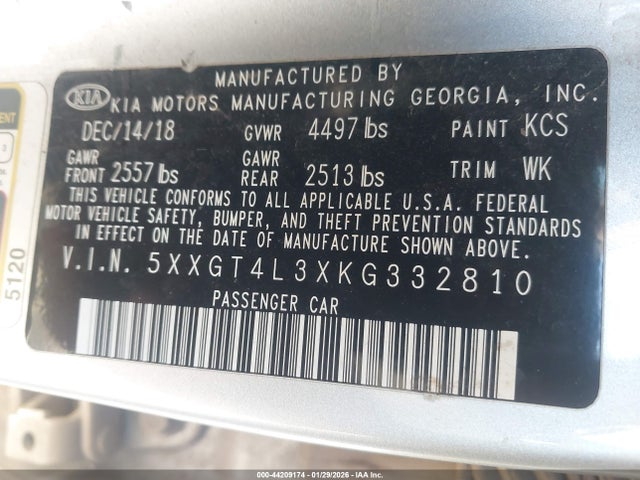 MANUFACTURED BY
KIA KIA MOTORS MANUFACTURING GEORGIA, INC.
DEC/14/18 GVWR 4497 lbs PAINT KCS
GAWR FRONT 2557 lbs GAWR REAR 2513 lbs TRIM WK
THIS VEHICLE CONFORMS TO ALL APPLICABLE U.S.A. FEDERAL
MOTOR VEHICLE SAFETY, BUMPER, AND THEFT PREVENTION STANDARDS
IN EFFECT ON THE DATE OF MANUFACTURE SHOWN ABOVE.
V.I.N. 5XXGT4L3XKG332810
PASSENGER CAR
5120
000-44209174 | 01/29/2026 - IAA Inc.